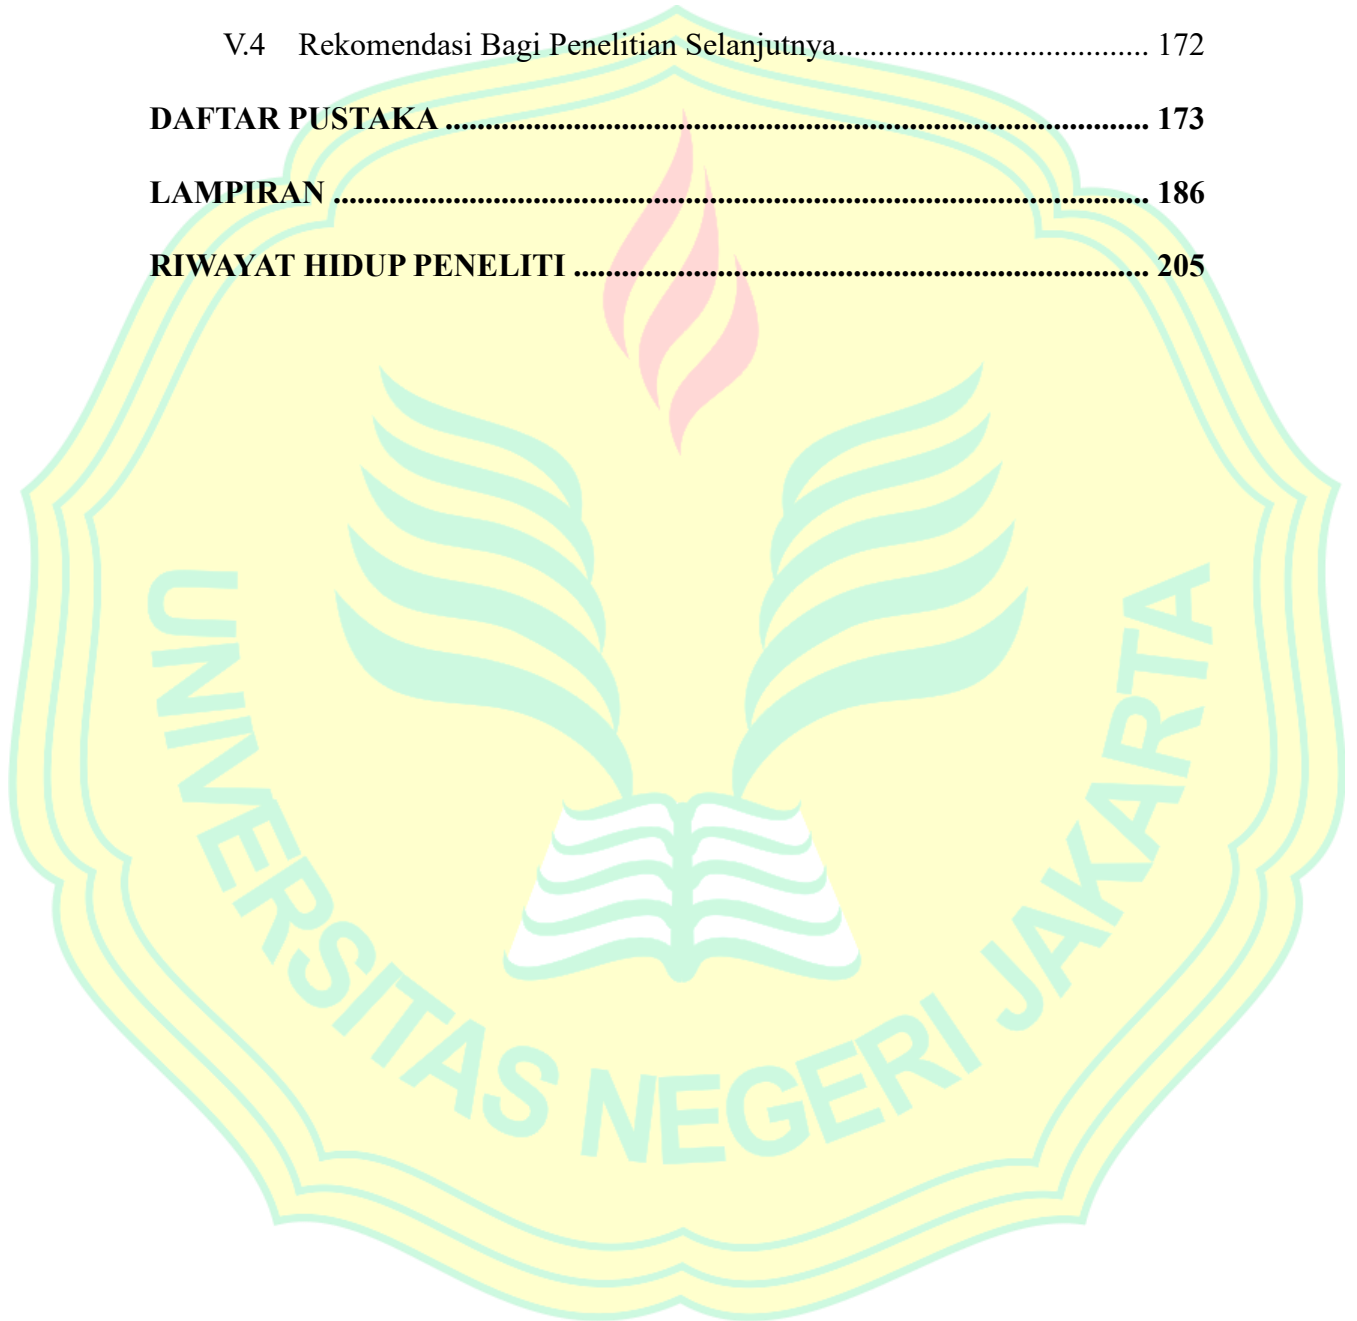 V.4 Rekomendasi Bagi Penelitian Selanjutnya.................................... 172
DAFTAR PUSTAKA ................................................................................ 173
LAMPIRAN ............................................................................................. 186
RIWAYAT HIDUP PENELITI ................................................................. 205
UNIVERSITAS NEGERI JAKARTA